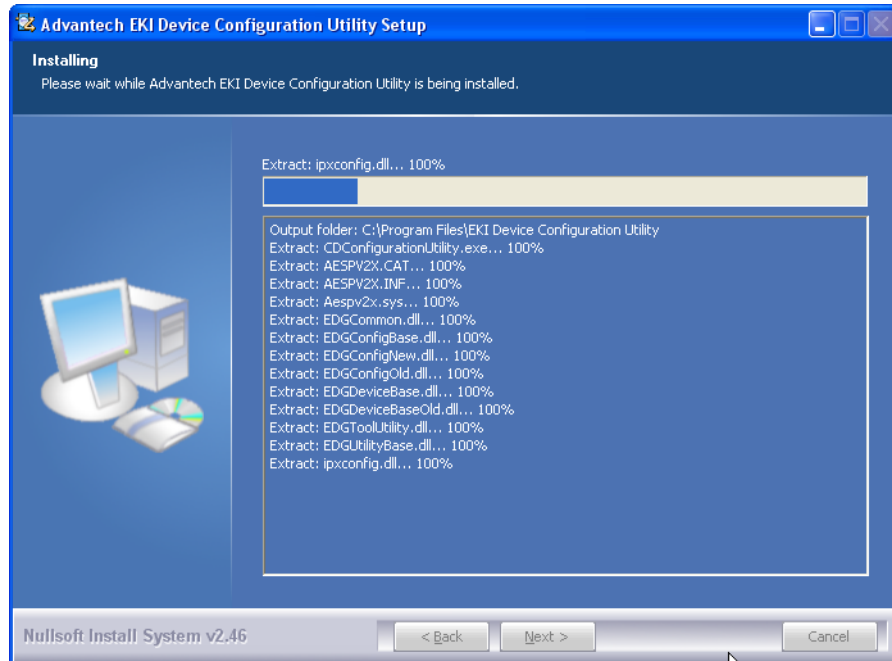 Advantech EKI Device Configuration Utility Setup
Installing
Please wait while Advantech EKI Device Configuration Utility is being installed.
Extract: ipxconfig.dll... 100%
Output folder: C:\Program Files\EKI Device Configuration Utility
Extract: CDConfigurationUtility.exe... 100%
Extract: AESPV2X.CAT... 100%
Extract: AESPV2X.INF... 100%
Extract: Aespv2x.sys... 100%
Extract: EDGCommon.dll... 100%
Extract: EDGConfigBase.dll... 100%
Extract: EDGConfigNew.dll... 100%
Extract: EDGConfigOld.dll... 100%
Extract: EDGDeviceBase.dll... 100%
Extract: EDGDeviceBaseOld.dll... 100%
Extract: EDGToolUtility.dll... 100%
Extract: EDGUtilityBase.dll... 100%
Extract: ipxconfig.dll... 100%
Nullsoft Install System v2.46
< Back
Next >
Cancel